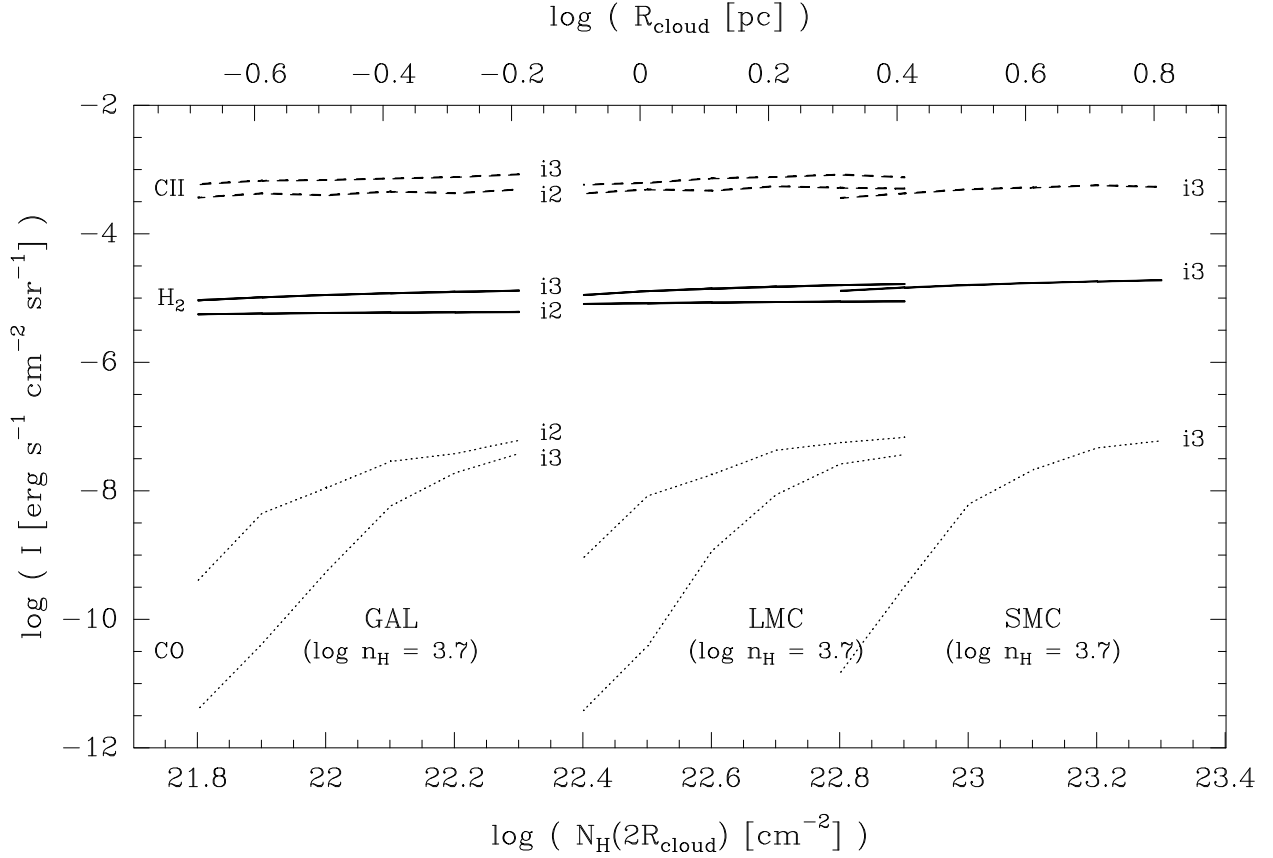 log ( R_cloud [pc] )
−0.6 −0.4 −0.2 0 0.2 0.4 0.6 0.8
−2
CII i3 i3
i2
−4
H_2 i3 i3
i2
−6
i2 i3
i3
−8
−10
GAL LMC SMC
CO (log n_H = 3.7) (log n_H = 3.7) (log n_H = 3.7)
−12
21.8 22 22.2 22.4 22.6 22.8 23 23.2 23.4
log ( N_H(2R_cloud) [cm^−2] )
log ( I [erg s^−1 cm^−2 sr^−1] )